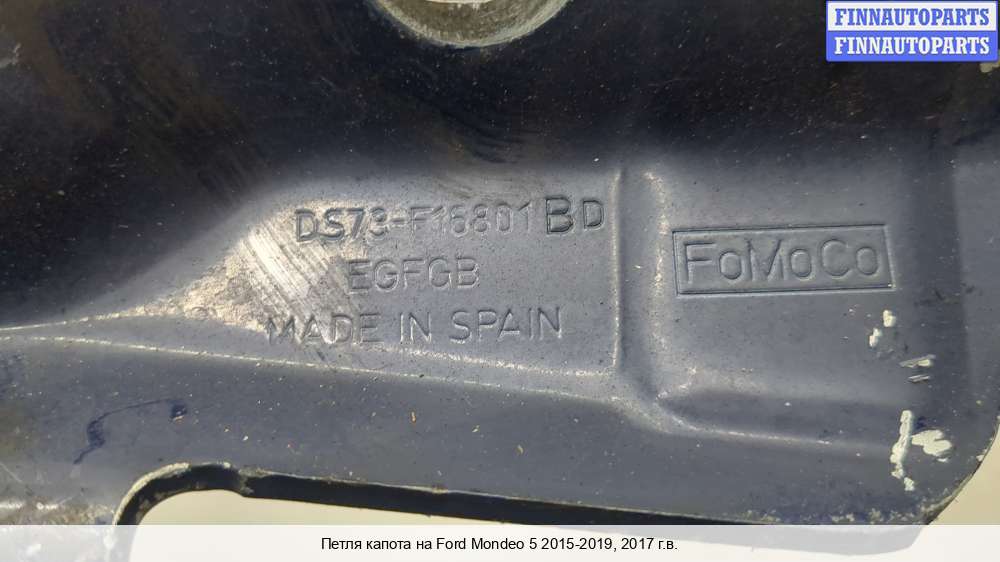 FINNAUTOPARTS
FINNAUTOPARTS
DS73-F16801BD
FoMoCo
EGFGB
MADE IN SPAIN
Петля капота на Ford Mondeo 5 2015-2019, 2017 г.в.